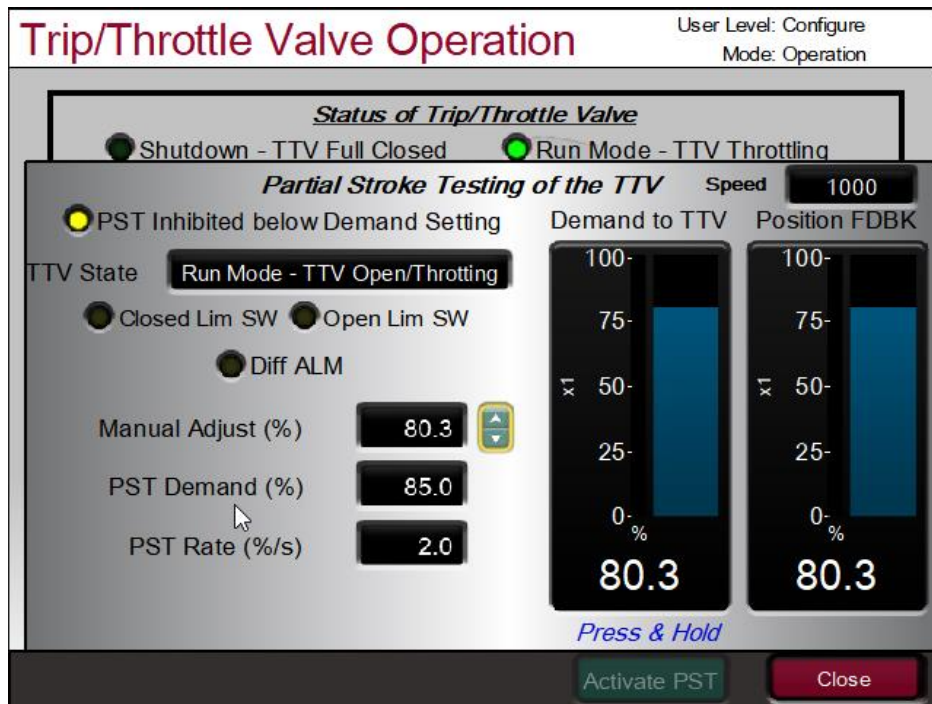 Trip/Throttle Valve Operation
User Level: Configure
Mode: Operation
Status of Trip/Throttle Valve
Shutdown - TTV Full Closed
Run Mode - TTV Throttling
Partial Stroke Testing of the TTV
Speed
1000
PST Inhibited below Demand Setting
Demand to TTV
Position FDBK
TTV State
Run Mode - TTV Open/Throtting
Closed Lim SW
Open Lim SW
Diff ALM
Manual Adjust (%)
80.3
PST Demand (%)
85.0
PST Rate (%/s)
2.0
100-
75-
x1
50-
25-
0-
%
80.3
100-
75-
x1
50-
25-
0-
%
80.3
Press & Hold
Activate PST
Close